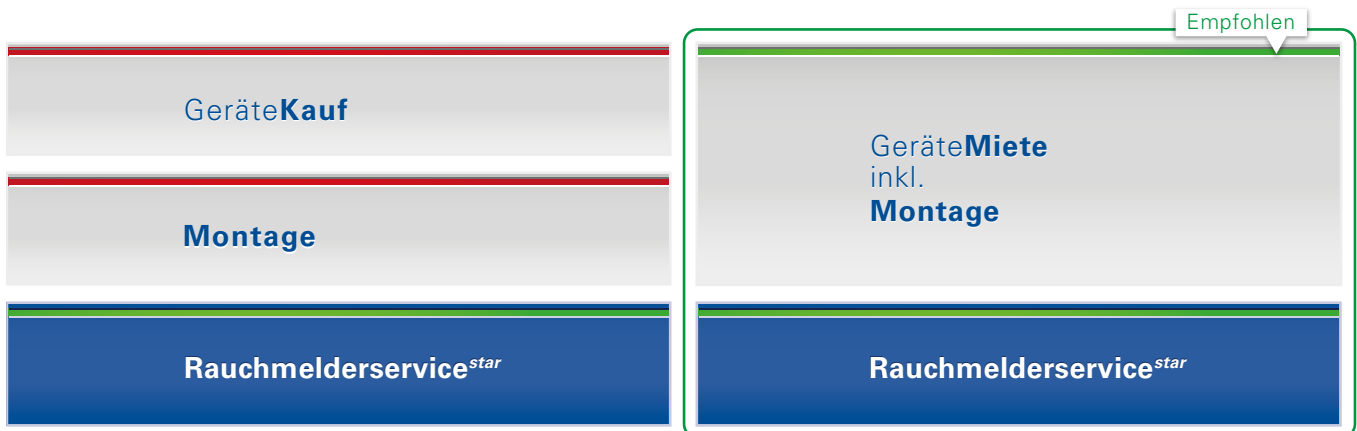 GeräteKauf
Montage
Rauchmelderservicestar
Empfohlen
GeräteMiete
inkl.
Montage
Rauchmelderservicestar